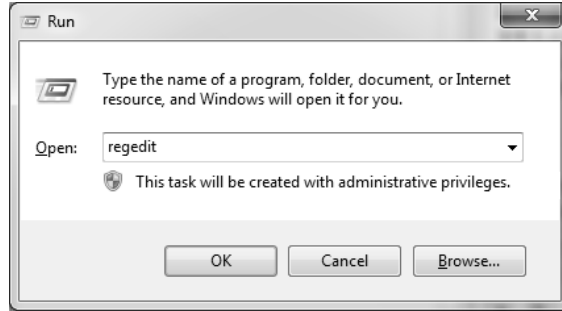 Run
Type the name of a program, folder, document, or Internet
resource, and Windows will open it for you.
Open: regedit
This task will be created with administrative privileges.
OK Cancel Browse...